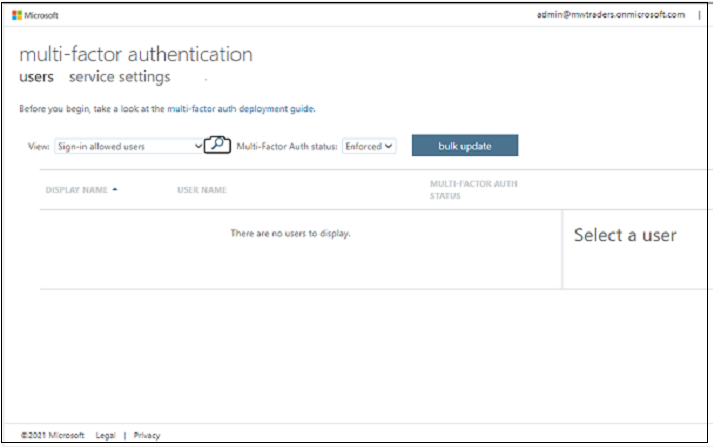 Microsoft admin@mwtraders.onmicrosoft.com |
multi-factor authentication
users service settings
Before you begin, take a look at the multi-factor auth deployment guide.
View: Sign-in allowed users Multi-Factor Auth status: Enforced bulk update
DISPLAY NAME USER NAME MULTI-FACTOR AUTH
STATUS
There are no users to display.
Select a user
©2021 Microsoft Legal | Privacy